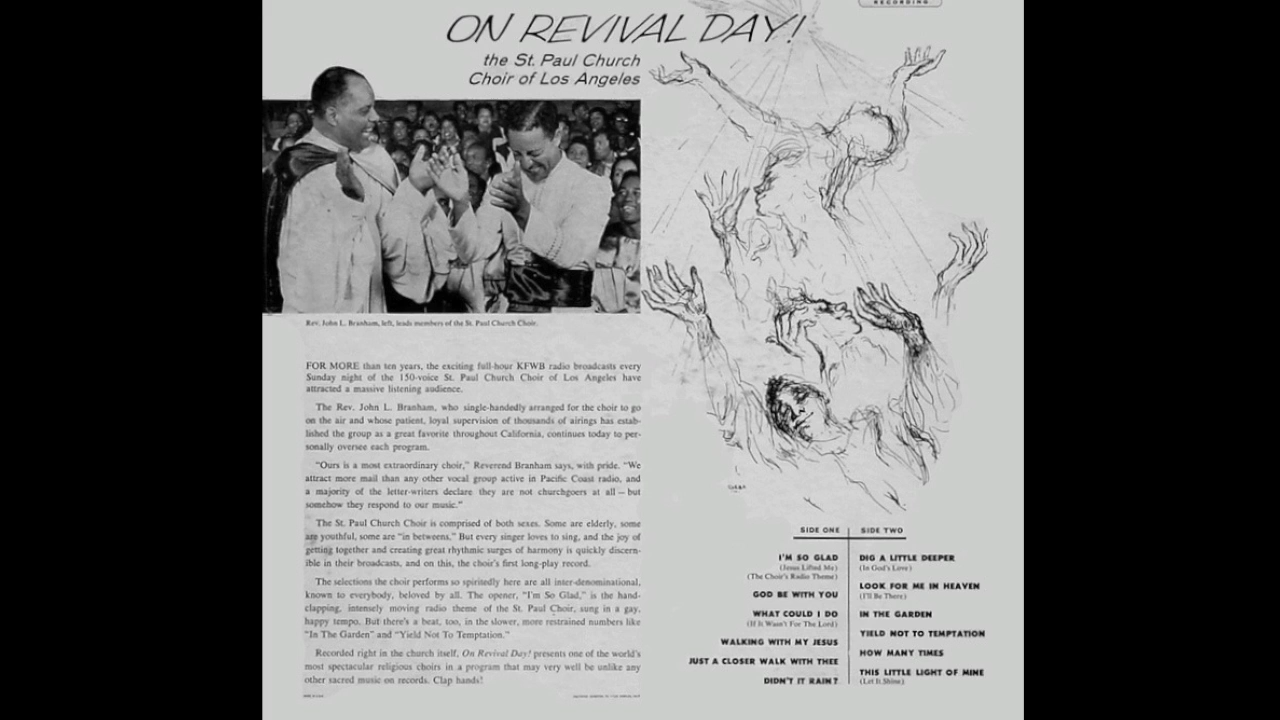 RECORDING
ON REVIVAL DAY!
the St. Paul Church
Choir of Los Angeles
Rev. John L. Branham, left, leads members of the St. Paul Church Choir.
FOR MORE than ten years, the exciting full-hour KFWB radio broadcasts every
Sunday night of the 150-voice St. Paul Church Choir of Los Angeles have
attracted a massive listening audience.
The Rev. John L. Branham, who single-handedly arranged for the choir to go
on the air and whose patient, loyal supervision of thousands of airings has estab-
lished the group as a great favorite throughout California, continues today to per-
sonally oversee each program.
"Ours is a most extraordinary choir," Reverend Branham says, with pride. "We
attract more mail than any other vocal group active in Pacific Coast radio, and
a majority of the letter-writers declare they are not churchgoers at all — but
somehow they respond to our music."
The St. Paul Church Choir is comprised of both sexes. Some are elderly, some
are youthful, some are "in betweens." But every singer loves to sing, and the joy of
getting together and creating great rhythmic surges of harmony is quickly discern-
ible in their broadcasts, and on this, the choir's first long-play record.
The selections the choir performs so spiritedly here are all inter-denominational,
known to everybody, beloved by all. The opener, "I'm So Glad," is the hand-
clapping, intensely moving radio theme of the St. Paul Choir, sung in a gay,
happy tempo. But there's a beat, too, in the slower, more restrained numbers like
"In The Garden" and "Yield Not To Temptation."
Recorded right in the church itself, On Revival Day! presents one of the world's
most spectacular religious choirs in a program that may very well be unlike any
other sacred music on records. Clap hands!
SIDE ONE
I'M SO GLAD
(Jesus Lifted Me)
(The Choir's Radio Theme)
GOD BE WITH YOU
WHAT COULD I DO
(If It Wasn't For The Lord)
WALKING WITH MY JESUS
JUST A CLOSER WALK WITH THEE
DIDN'T IT RAIN?
SIDE TWO
DIG A LITTLE DEEPER
(In God's Love)
LOOK FOR ME IN HEAVEN
(I'll Be There)
IN THE GARDEN
YIELD NOT TO TEMPTATION
HOW MANY TIMES
THIS LITTLE LIGHT OF MINE
(Let It Shine)